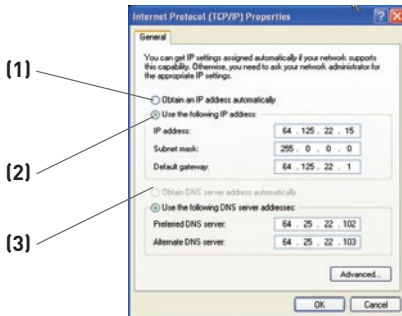 Internet Protocol (TCP/IP) Properties
General
You can get IP settings assigned automatically if your network supports
this capability. Otherwise, you need to ask your network administrator for
the appropriate IP settings.
(1)
Obtain an IP address automatically
Use the following IP address:
IP address: 64 . 125 . 22 . 15
(2)
Subnet mask: 255 . 0 . 0 . 0
Default gateway: 64 . 125 . 22 . 1
Obtain DNS server address automatically
Use the following DNS server addresses:
Preferred DNS server: 64 . 25 . 22 . 102
(3)
Alternate DNS server: 64 . 25 . 22 . 103
Advanced...
OK Cancel